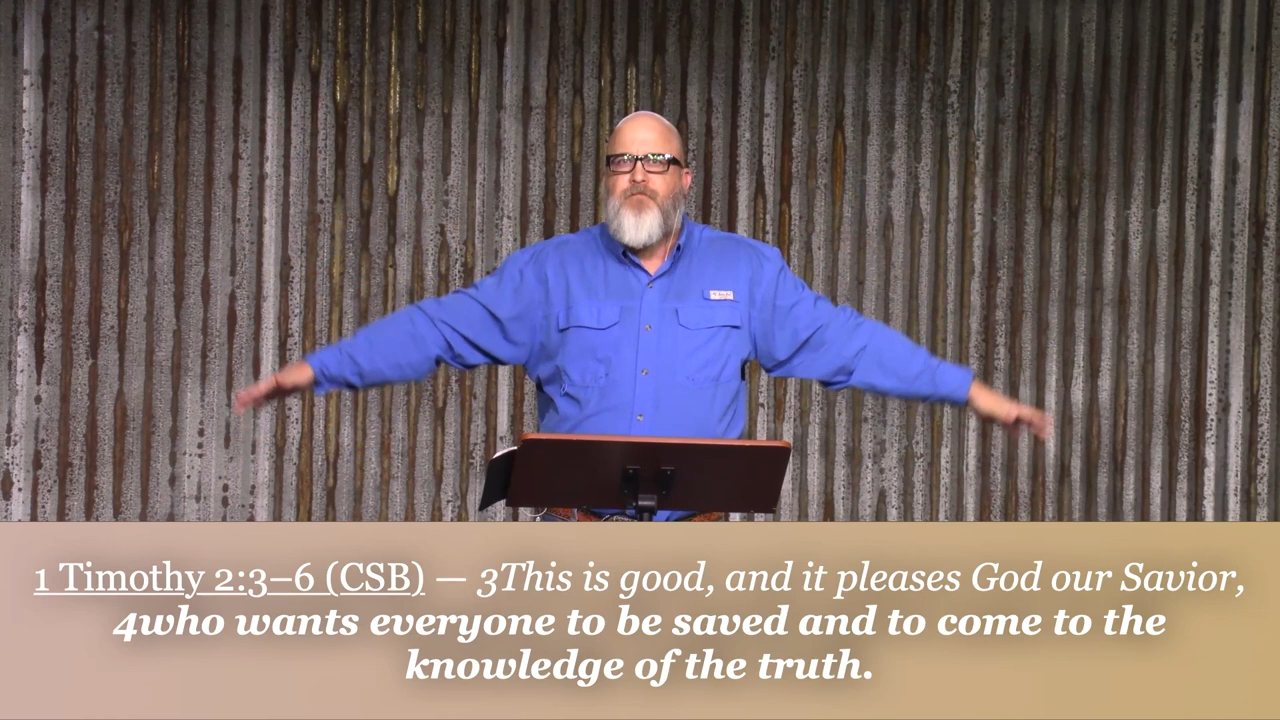 1 Timothy 2:3–6 (CSB) — 3This is good, and it pleases God our Savior,
4who wants everyone to be saved and to come to the
knowledge of the truth.